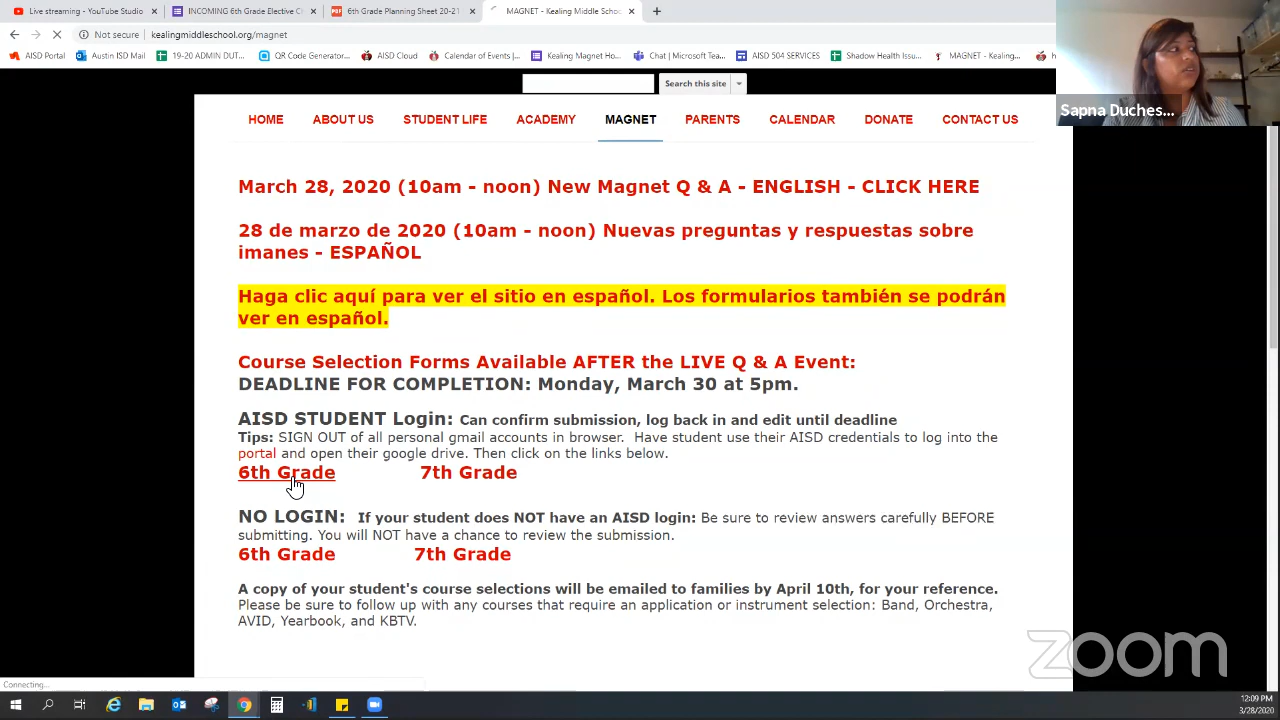 Live streaming - YouTube Studio
INCOMING 6th Grade Elective Ch
6th Grade Planning Sheet 20-21
MAGNET - Kealing Middle School
Not secure | kealingmiddleschool.org/magnet
AISD Portal
Austin ISD Mail
19-20 ADMIN DUT...
QR Code Generator...
AISD Cloud
Calendar of Events |...
Kealing Magnet Ho...
Chat | Microsoft Tea...
AISD 504 SERVICES
Shadow Health Issu...
MAGNET - Kealing...
Search this site
Sapna Duches...
HOME ABOUT US STUDENT LIFE ACADEMY MAGNET PARENTS CALENDAR DONATE CONTACT US
March 28, 2020 (10am - noon) New Magnet Q & A - ENGLISH - CLICK HERE
28 de marzo de 2020 (10am - noon) Nuevas preguntas y respuestas sobre
imanes - ESPAÑOL
Haga clic aquí para ver el sitio en español. Los formularios también se podrán
ver en español.
Course Selection Forms Available AFTER the LIVE Q & A Event:
DEADLINE FOR COMPLETION: Monday, March 30 at 5pm.
AISD STUDENT Login: Can confirm submission, log back in and edit until deadline
Tips: SIGN OUT of all personal gmail accounts in browser. Have student use their AISD credentials to log into the
portal and open their google drive. Then click on the links below.
6th Grade 7th Grade
NO LOGIN: If your student does NOT have an AISD login: Be sure to review answers carefully BEFORE
submitting. You will NOT have a chance to review the submission.
6th Grade 7th Grade
A copy of your student's course selections will be emailed to families by April 10th, for your reference.
Please be sure to follow up with any courses that require an application or instrument selection: Band, Orchestra,
AVID, Yearbook, and KBTV.
zoom
Connecting...
12:09 PM
3/28/2020